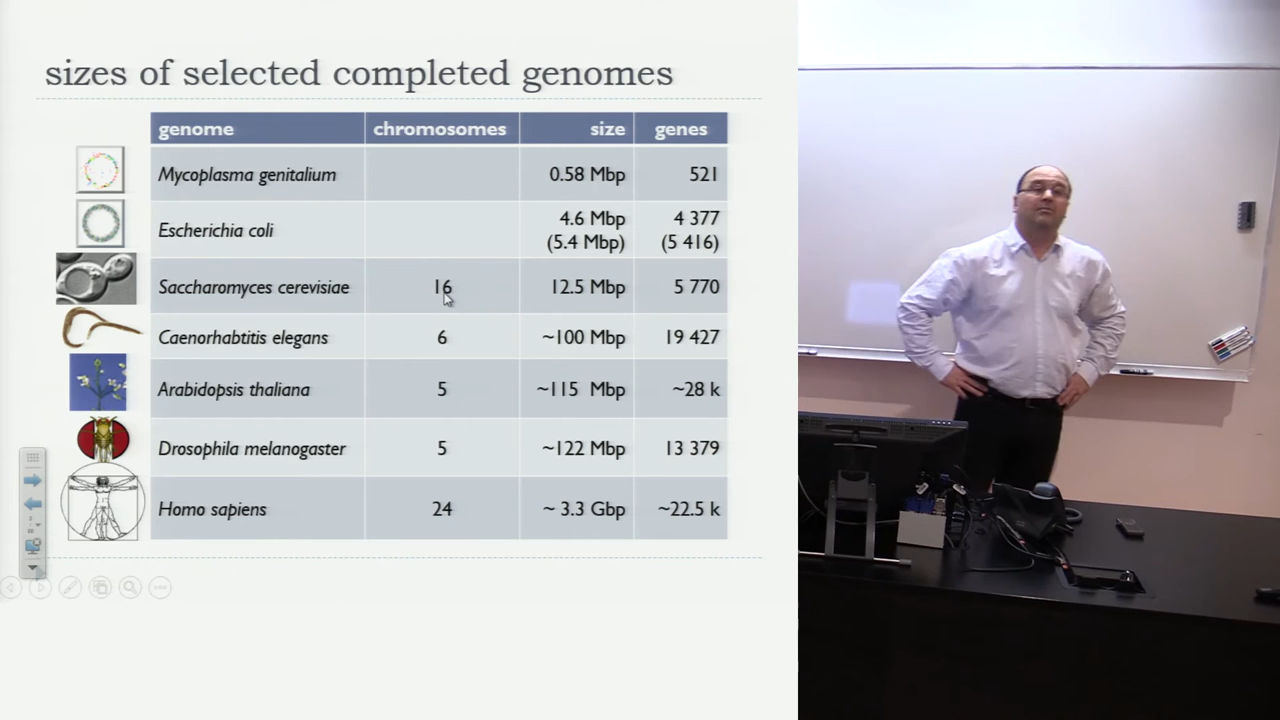 sizes of selected completed genomes
genome chromosomes size genes
Mycoplasma genitalium 0.58 Mbp 521
Escherichia coli 4.6 Mbp 4 377
(5.4 Mbp) (5 416)
Saccharomyces cerevisiae 16 12.5 Mbp 5 770
Caenorhabtitis elegans 6 ~100 Mbp 19 427
Arabidopsis thaliana 5 ~115 Mbp ~28 k
Drosophila melanogaster 5 ~122 Mbp 13 379
Homo sapiens 24 ~ 3.3 Gbp ~22.5 k